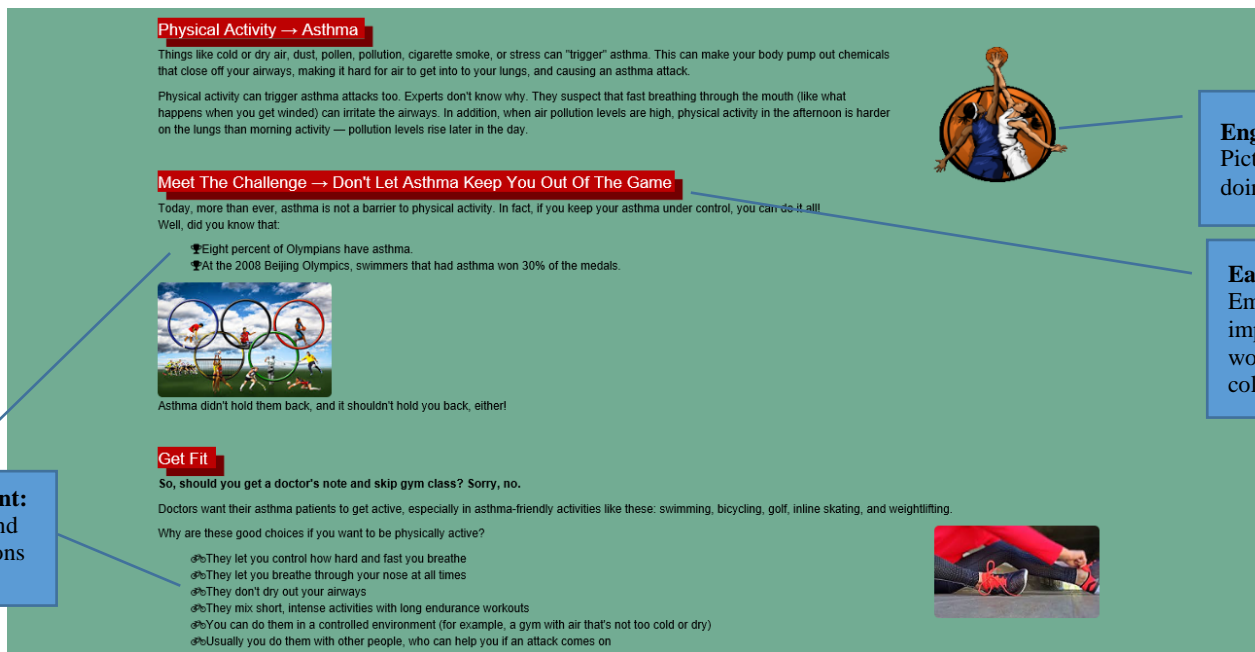 Physical Activity → Asthma
Things like cold or dry air, dust, pollen, pollution, cigarette smoke, or stress can "trigger" asthma. This can make your body pump out chemicals
that close off your airways, making it hard for air to get into to your lungs, and causing an asthma attack.
Physical activity can trigger asthma attacks too. Experts don't know why. They suspect that fast breathing through the mouth (like what
happens when you get winded) can irritate the airways. In addition, when air pollution levels are high, physical activity in the afternoon is harder
on the lungs than morning activity — pollution levels rise later in the day.
Meet The Challenge → Don't Let Asthma Keep You Out Of The Game
Today, more than ever, asthma is not a barrier to physical activity. In fact, if you keep your asthma under control, you can do it all!
Well, did you know that:
Eight percent of Olympians have asthma.
At the 2008 Beijing Olympics, swimmers that had asthma won 30% of the medals.
Asthma didn't hold them back, and it shouldn't hold you back, either!
Get Fit
So, should you get a doctor's note and skip gym class? Sorry, no.
Doctors want their asthma patients to get active, especially in asthma-friendly activities like these: swimming, bicycling, golf, inline skating, and weightlifting.
Why are these good choices if you want to be physically active?
They let you control how hard and fast you breathe
They let you breathe through your nose at all times
They don't dry out your airways
They mix short, intense activities with long endurance workouts
You can do them in a controlled environment (for example, a gym with air that's not too cold or dry)
Usually you do them with other people, who can help you if an attack comes on
Eng
Pict
doin
Ea
Em
imp
wo
col
nt:
nd
ons